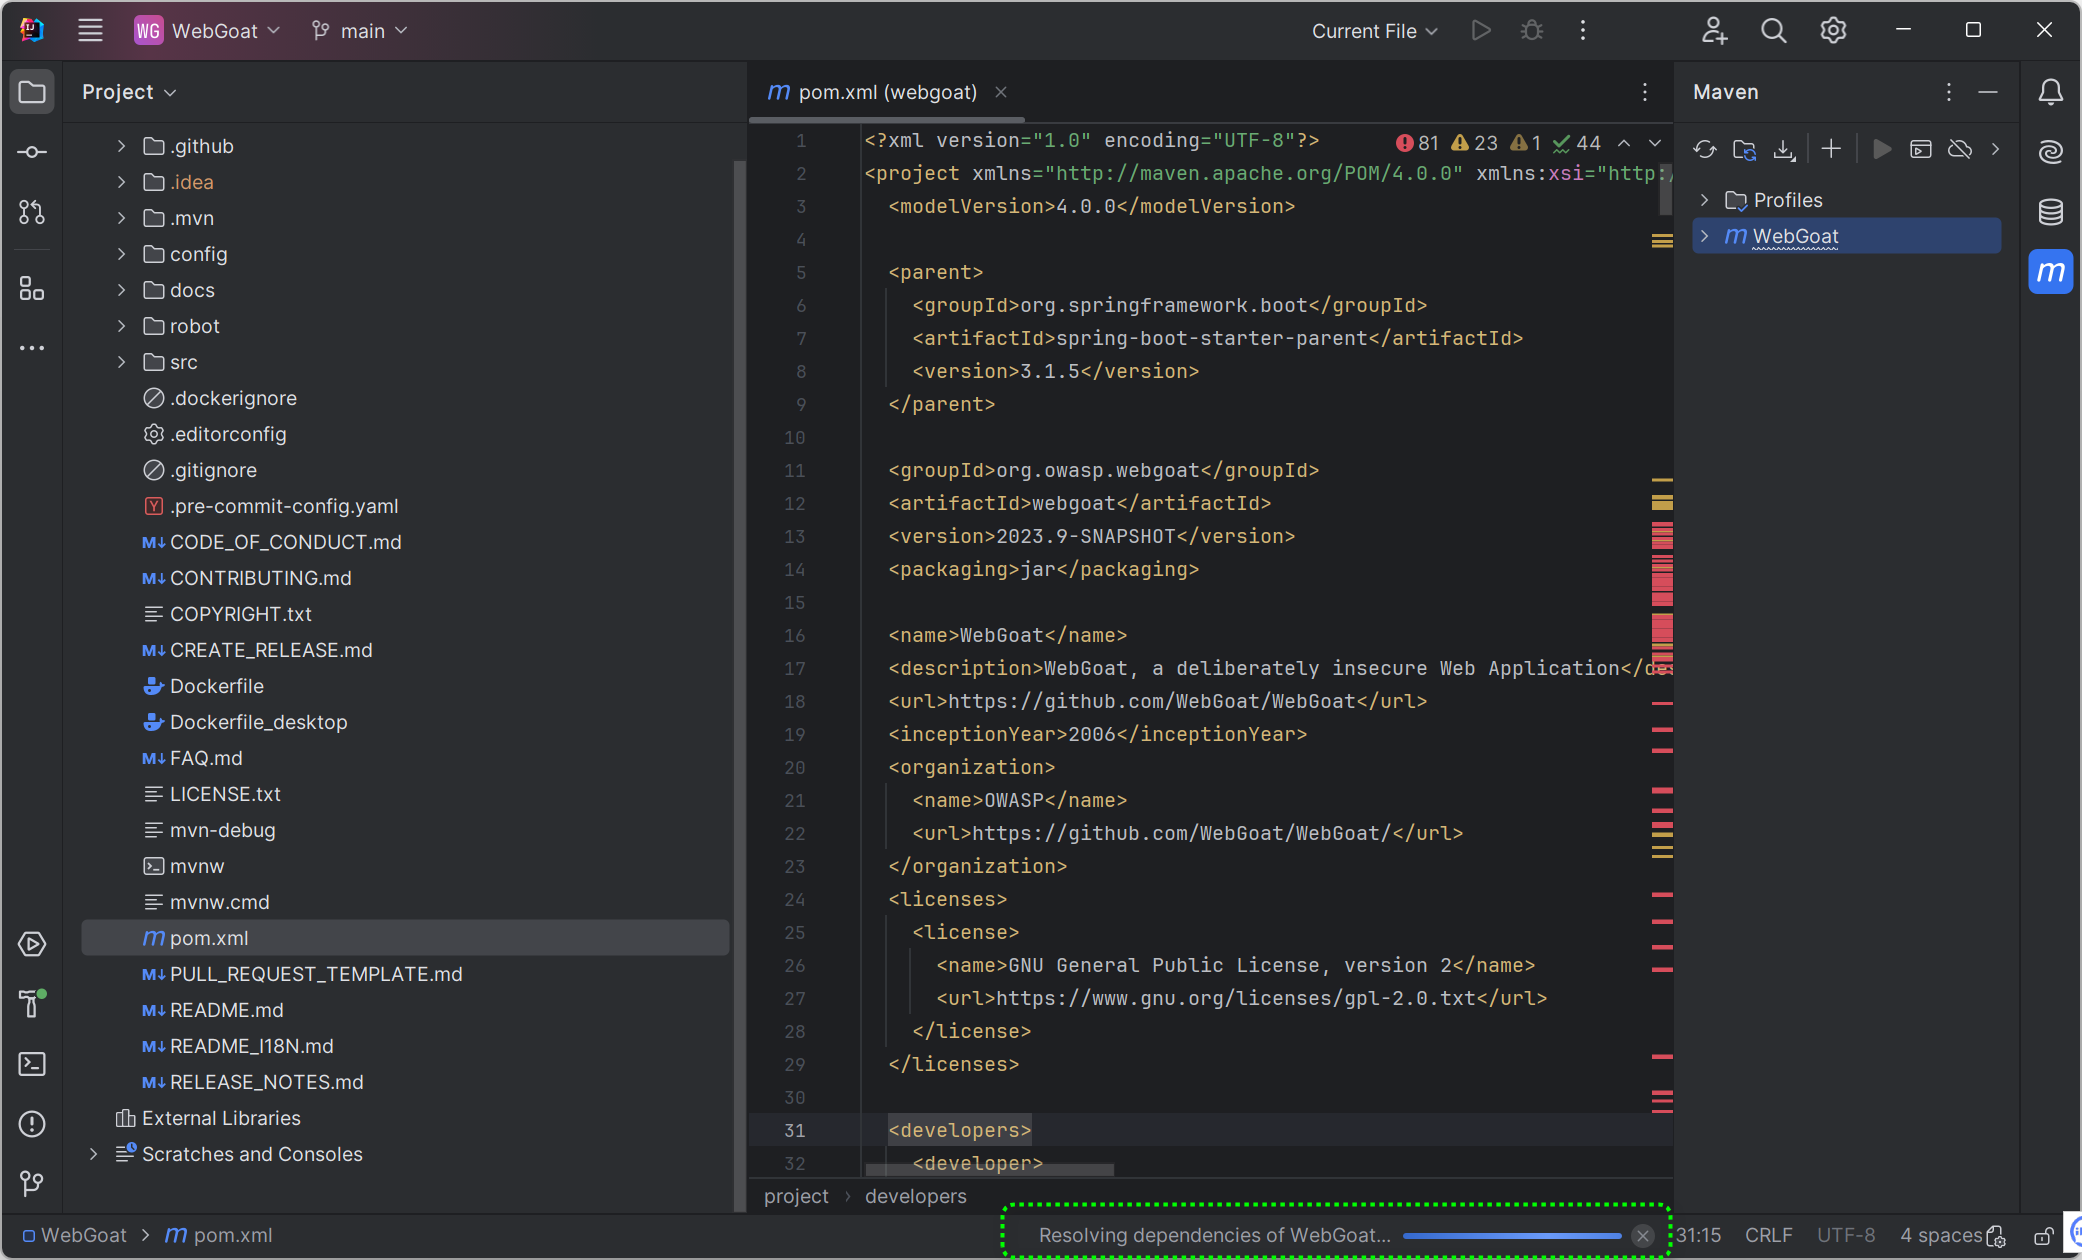 WG WebGoat main Current File
Project
.github
.idea
.mvn
config
docs
robot
src
.dockerignore
.editorconfig
.gitignore
Y .pre-commit-config.yaml
M↓ CODE_OF_CONDUCT.md
M↓ CONTRIBUTING.md
COPYRIGHT.txt
M↓ CREATE_RELEASE.md
Dockerfile
Dockerfile_desktop
M↓ FAQ.md
LICENSE.txt
mvn-debug
mvnw
mvnw.cmd
m pom.xml
M↓ PULL_REQUEST_TEMPLATE.md
M↓ README.md
M↓ README_I18N.md
M↓ RELEASE_NOTES.md
External Libraries
Scratches and Consoles
m pom.xml (webgoat)
81 23 1 44
1 <?xml version="1.0" encoding="UTF-8"?>
2 <project xmlns="http://maven.apache.org/POM/4.0.0" xmlns:xsi="http:/
3 <modelVersion>4.0.0</modelVersion>
4
5 <parent>
6 <groupId>org.springframework.boot</groupId>
7 <artifactId>spring-boot-starter-parent</artifactId>
8 <version>3.1.5</version>
9 </parent>
10
11 <groupId>org.owasp.webgoat</groupId>
12 <artifactId>webgoat</artifactId>
13 <version>2023.9-SNAPSHOT</version>
14 <packaging>jar</packaging>
15
16 <name>WebGoat</name>
17 <description>WebGoat, a deliberately insecure Web Application</des
18 <url>https://github.com/WebGoat/WebGoat</url>
19 <inceptionYear>2006</inceptionYear>
20 <organization>
21 <name>OWASP</name>
22 <url>https://github.com/WebGoat/WebGoat/</url>
23 </organization>
24 <licenses>
25 <license>
26 <name>GNU General Public License, version 2</name>
27 <url>https://www.gnu.org/licenses/gpl-2.0.txt</url>
28 </license>
29 </licenses>
30
31 <developers>
32 <developer>
project › developers
Maven
Profiles
m WebGoat
m
WebGoat > m pom.xml
Resolving dependencies of WebGoat...
31:15 CRLF UTF-8 4 spaces